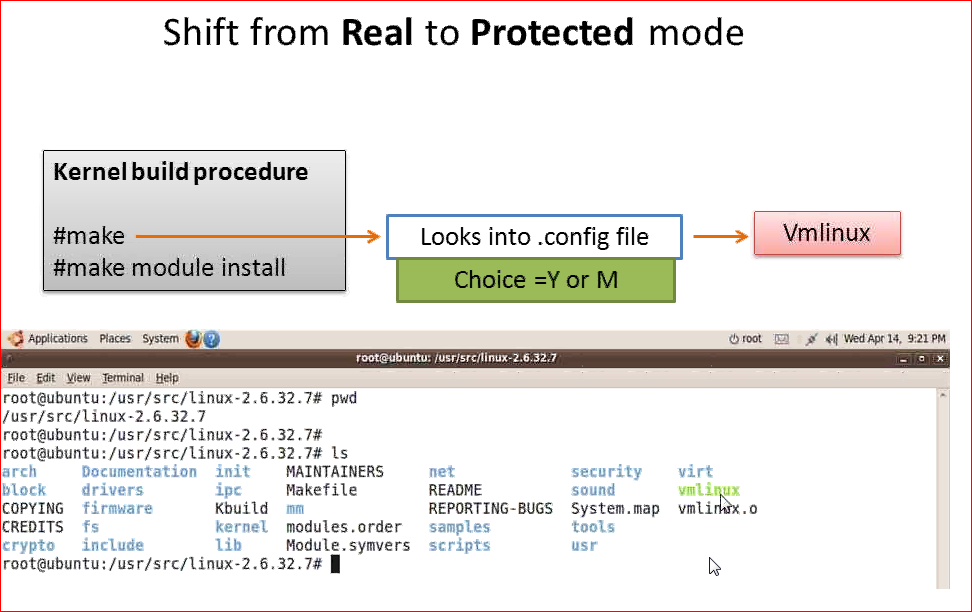 Shift from Real to Protected mode
Kernel build procedure
#make
#make module install
Looks into .config file
Choice =Y or M
Vmlinux
Applications Places System root Wed Apr 14, 9:21 PM
root@ubuntu: /usr/src/linux-2.6.32.7
File Edit View Terminal Help
root@ubuntu:/usr/src/linux-2.6.32.7# pwd
/usr/src/linux-2.6.32.7
root@ubuntu:/usr/src/linux-2.6.32.7#
root@ubuntu:/usr/src/linux-2.6.32.7# ls
arch Documentation init MAINTAINERS net security virt
block drivers ipc Makefile README sound vmlinux
COPYING firmware Kbuild mm REPORTING-BUGS System.map vmlinux.o
CREDITS fs kernel modules.order samples tools
crypto include lib Module.symvers scripts usr
root@ubuntu:/usr/src/linux-2.6.32.7#